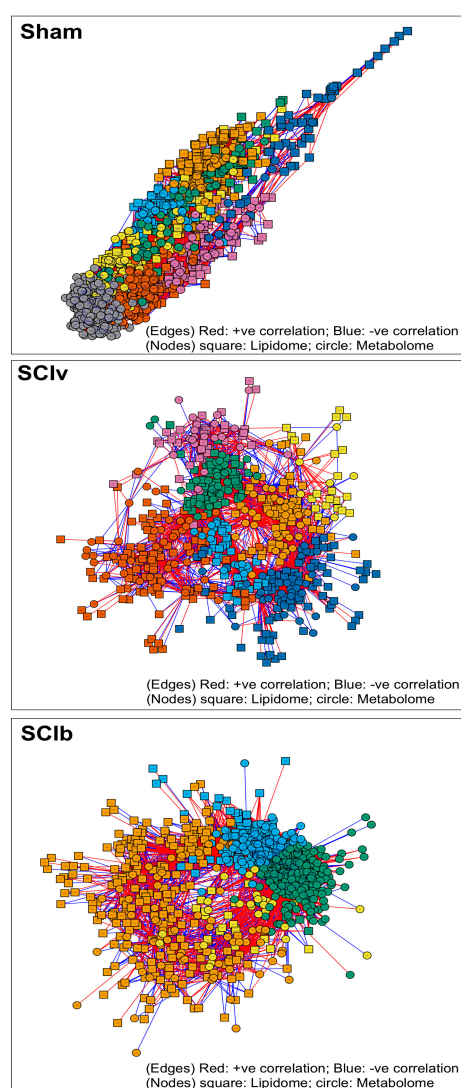 Sham
(Edges) Red: +ve correlation; Blue: -ve correlation
(Nodes) square: Lipidome; circle: Metabolome
SCIv
(Edges) Red: +ve correlation; Blue: -ve correlation
(Nodes) square: Lipidome; circle: Metabolome
SCIb
(Edges) Red: +ve correlation; Blue: -ve correlation
(Nodes) square: Lipidome; circle: Metabolome